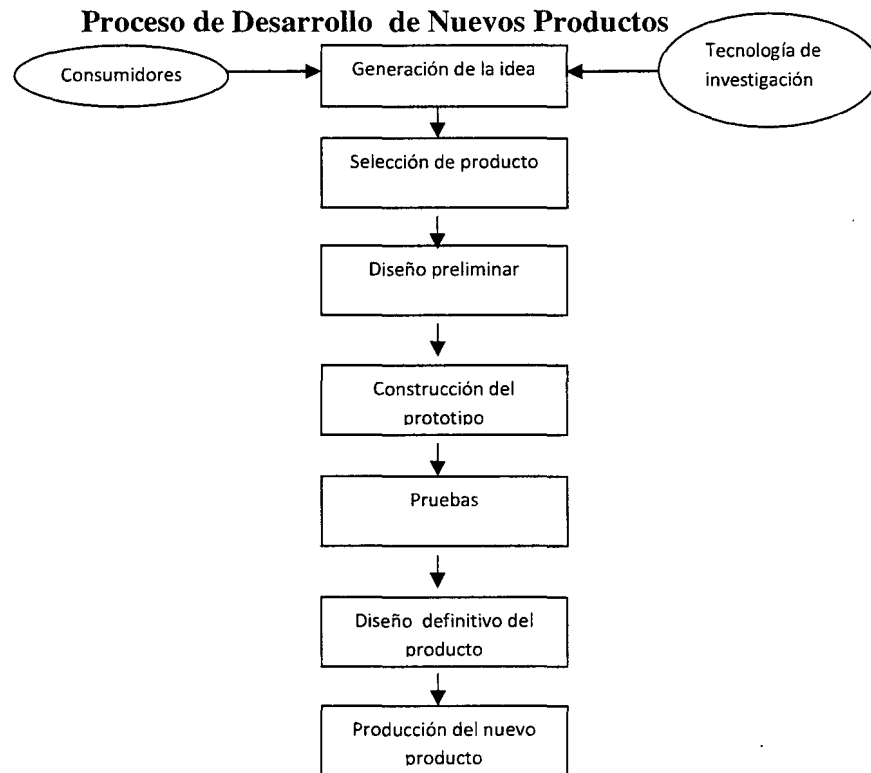 Proceso de Desarrollo de Nuevos Productos
Consumidores
Generación de la idea
Tecnología de
investigación
Selección de producto
Diseño preliminar
Construcción del
prototipo
Pruebas
Diseño definitivo del
producto
Producción del nuevo
producto